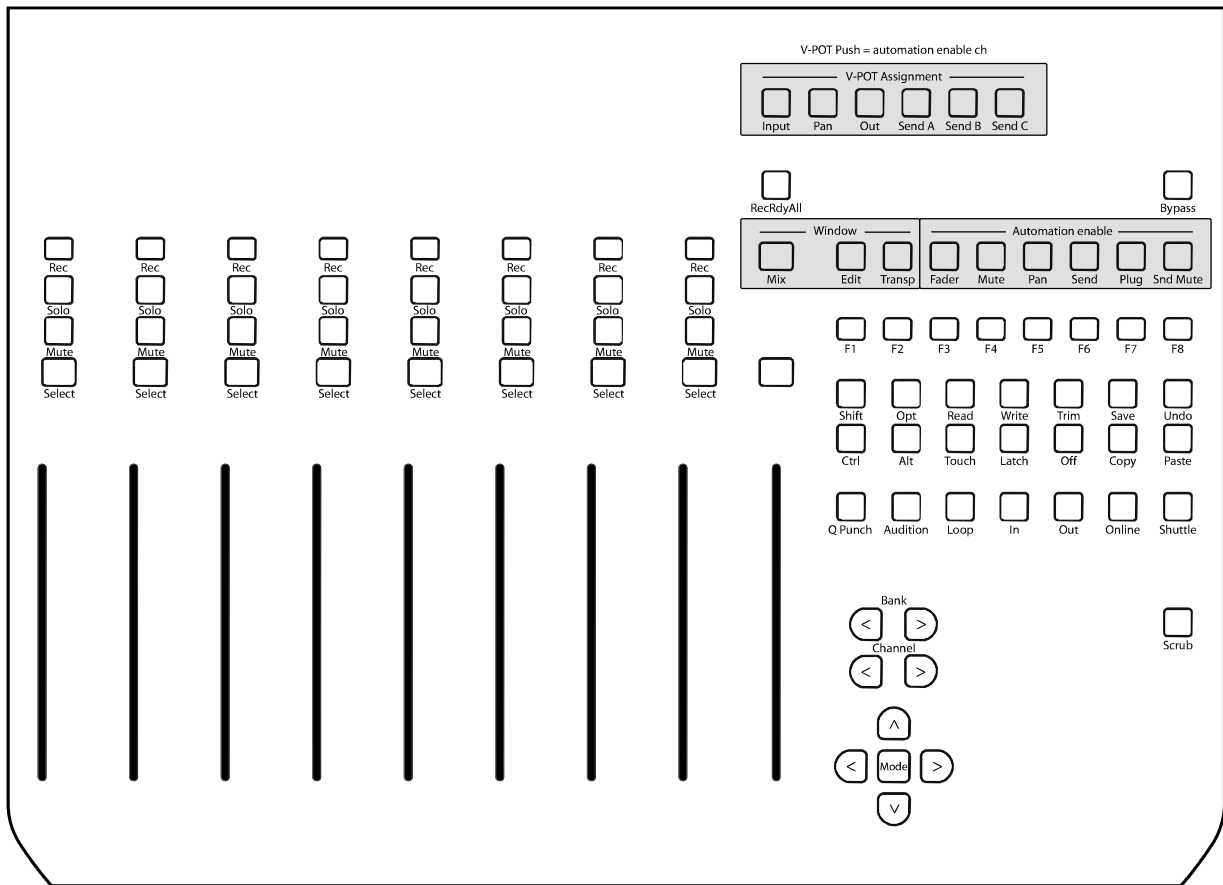 V-POT Push = automation enable ch
V-POT Assignment
Input Pan Out Send A Send B Send C
RecRdyAll Bypass
Window Automation enable
Mix Edit Transp Fader Mute Pan Send Plug Snd Mute
Rec Rec Rec Rec Rec Rec Rec Rec
Solo Solo Solo Solo Solo Solo Solo Solo
Mute Mute Mute Mute Mute Mute Mute Mute
Select Select Select Select Select Select Select Select
F1 F2 F3 F4 F5 F6 F7 F8
Shift Opt Read Write Trim Save Undo
Ctrl Alt Touch Latch Off Copy Paste
Q Punch Audition Loop In Out Online Shuttle
Bank
< >
Channel
< >
Scrub
^
< Mode >
v